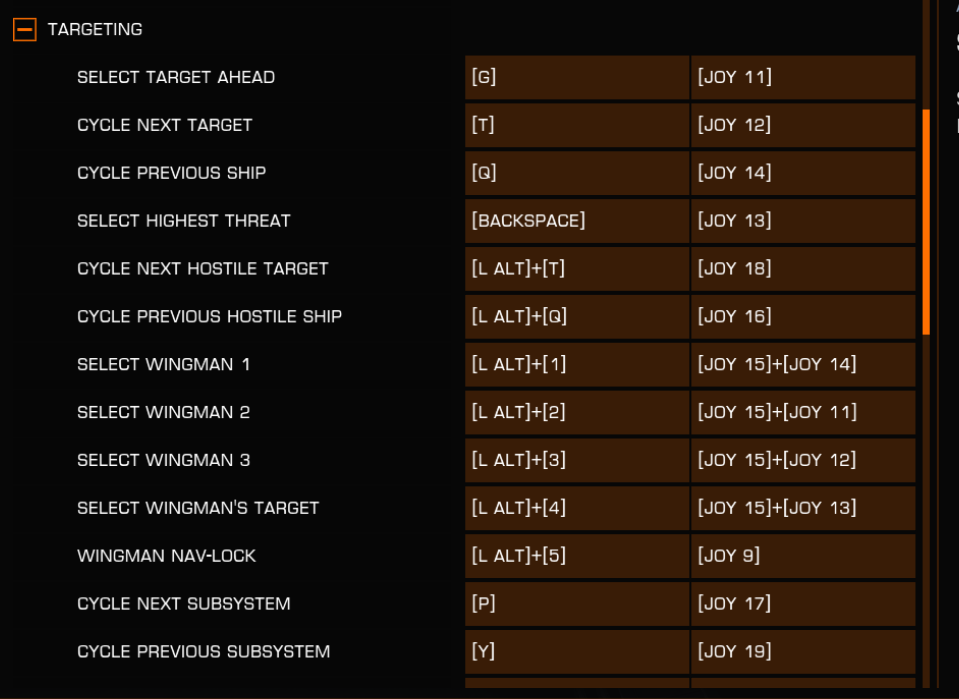 TARGETING
SELECT TARGET AHEAD [G] [JOY 11]
CYCLE NEXT TARGET [T] [JOY 12]
CYCLE PREVIOUS SHIP [Q] [JOY 14]
SELECT HIGHEST THREAT [BACKSPACE] [JOY 13]
CYCLE NEXT HOSTILE TARGET [L ALT]+[T] [JOY 18]
CYCLE PREVIOUS HOSTILE SHIP [L ALT]+[Q] [JOY 16]
SELECT WINGMAN 1 [L ALT]+[1] [JOY 15]+[JOY 14]
SELECT WINGMAN 2 [L ALT]+[2] [JOY 15]+[JOY 11]
SELECT WINGMAN 3 [L ALT]+[3] [JOY 15]+[JOY 12]
SELECT WINGMAN'S TARGET [L ALT]+[4] [JOY 15]+[JOY 13]
WINGMAN NAV-LOCK [L ALT]+[5] [JOY 9]
CYCLE NEXT SUBSYSTEM [P] [JOY 17]
CYCLE PREVIOUS SUBSYSTEM [Y] [JOY 19]